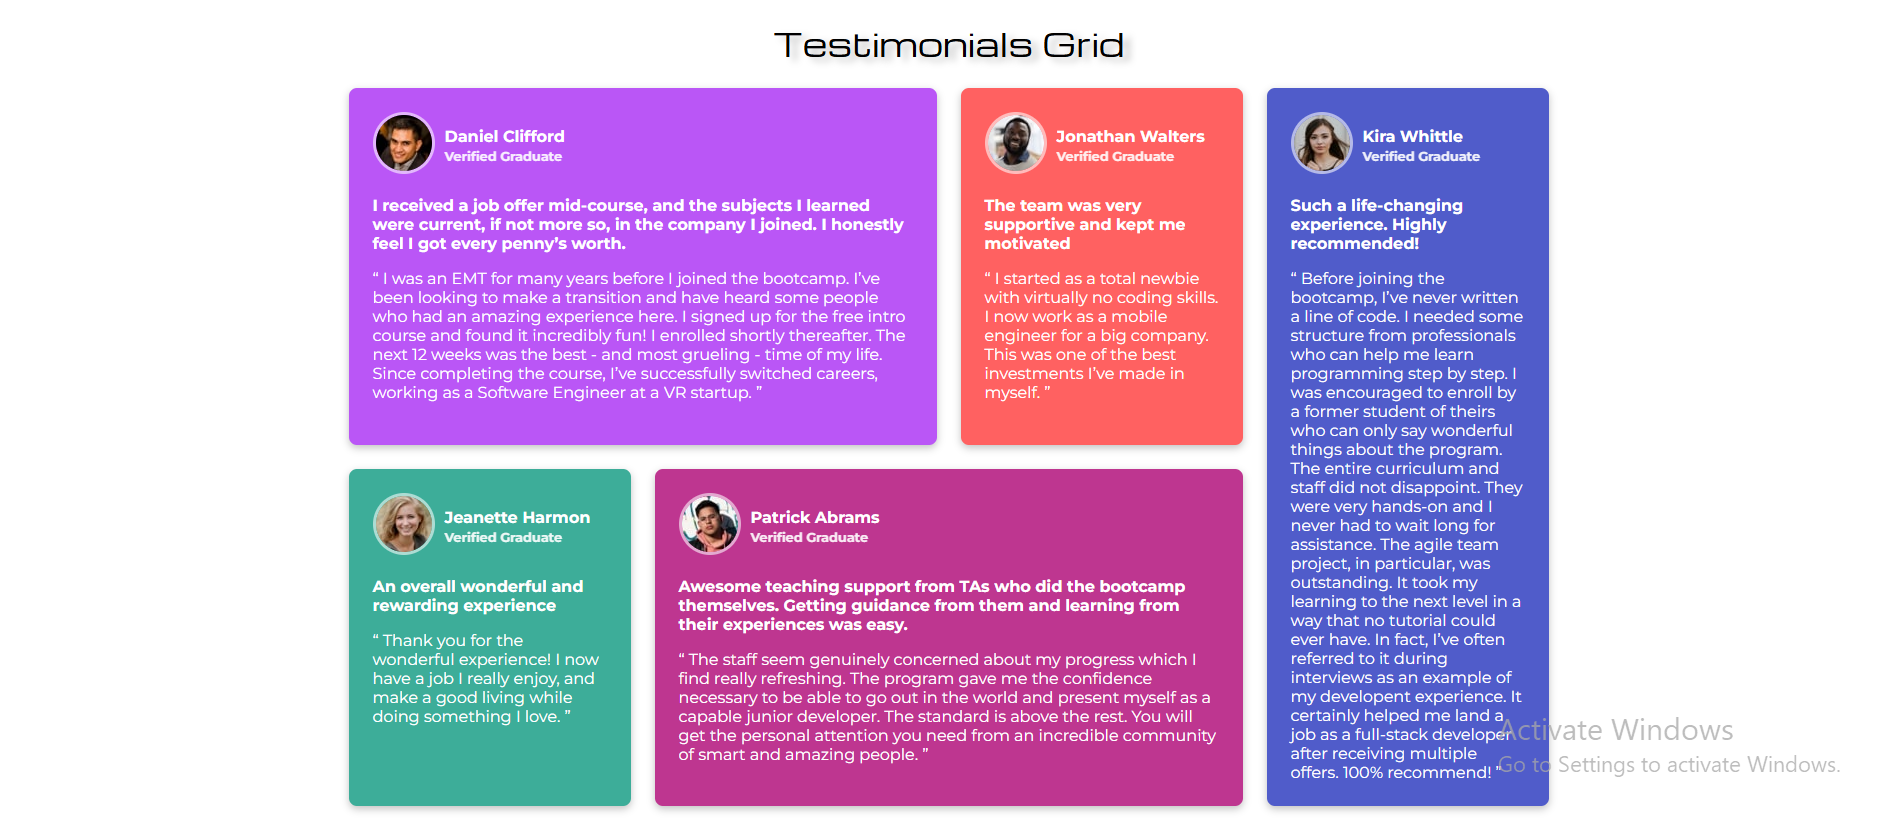 Testimonials Grid
Daniel Clifford
Verified Graduate
I received a job offer mid-course, and the subjects I learned
were current, if not more so, in the company I joined. I honestly
feel I got every penny’s worth.
“ I was an EMT for many years before I joined the bootcamp. I’ve
been looking to make a transition and have heard some people
who had an amazing experience here. I signed up for the free intro
course and found it incredibly fun! I enrolled shortly thereafter. The
next 12 weeks was the best - and most grueling - time of my life.
Since completing the course, I’ve successfully switched careers,
working as a Software Engineer at a VR startup. ”
Jonathan Walters
Verified Graduate
The team was very
supportive and kept me
motivated
“ I started as a total newbie
with virtually no coding skills.
I now work as a mobile
engineer for a big company.
This was one of the best
investments I’ve made in
myself. ”
Kira Whittle
Verified Graduate
Such a life-changing
experience. Highly
recommended!
“ Before joining the
bootcamp, I’ve never written
a line of code. I needed some
structure from professionals
who can help me learn
programming step by step. I
was encouraged to enroll by
a former student of theirs
who can only say wonderful
things about the program.
The entire curriculum and
staff did not disappoint. They
were very hands-on and I
never had to wait long for
assistance. The agile team
project, in particular, was
outstanding. It took my
learning to the next level in a
way that no tutorial could
ever have. In fact, I’ve often
referred to it during
interviews as an example of
my developent experience. It
certainly helped me land a
job as a full-stack developer
after receiving multiple
offers. 100% recommend! ”
Jeanette Harmon
Verified Graduate
An overall wonderful and
rewarding experience
“ Thank you for the
wonderful experience! I now
have a job I really enjoy, and
make a good living while
doing something I love. ”
Patrick Abrams
Verified Graduate
Awesome teaching support from TAs who did the bootcamp
themselves. Getting guidance from them and learning from
their experiences was easy.
“ The staff seem genuinely concerned about my progress which I
find really refreshing. The program gave me the confidence
necessary to be able to go out in the world and present myself as a
capable junior developer. The standard is above the rest. You will
get the personal attention you need from an incredible community
of smart and amazing people. ”
Activate Windows
Go to Settings to activate Windows.